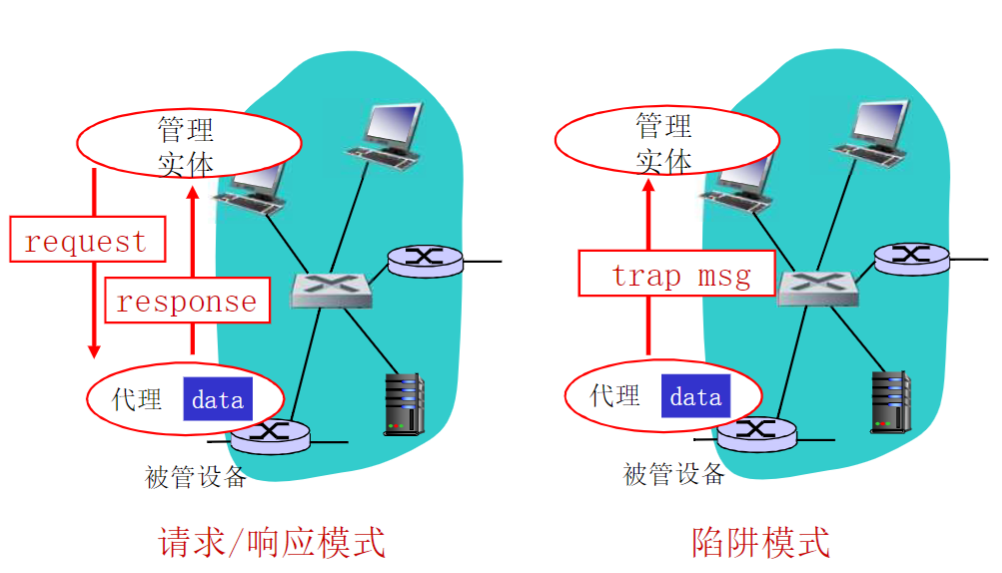 管理
实体
request
response
代理 data
被管设备
请求/响应模式
管理
实体
trap msg
代理 data
被管设备
陷阱模式